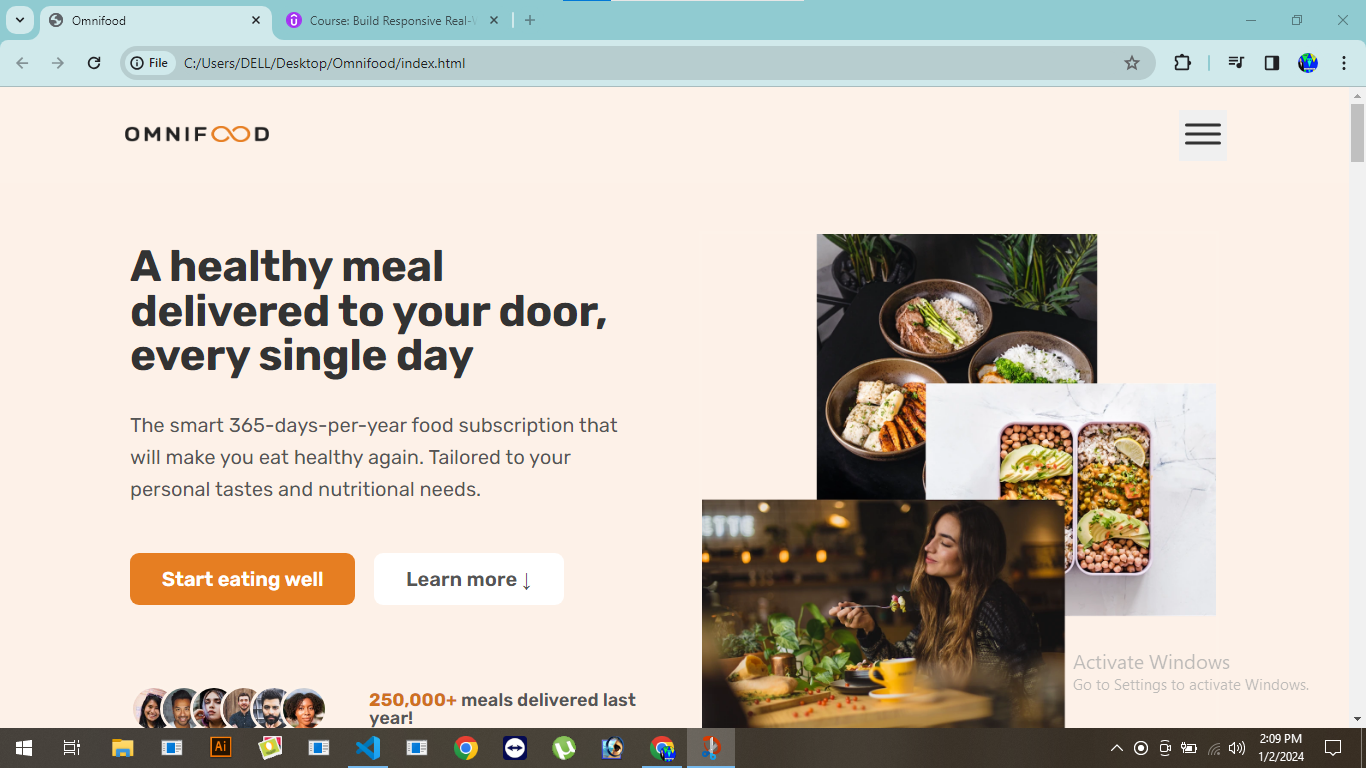 Omnifood
Course: Build Responsive Real-W
File
C:/Users/DELL/Desktop/Omnifood/index.html
OMNIFOOD
A healthy meal
delivered to your door,
every single day
The smart 365-days-per-year food subscription that
will make you eat healthy again. Tailored to your
personal tastes and nutritional needs.
Start eating well
Learn more ↓
250,000+ meals delivered last
year!
ETTE
Activate Windows
Go to Settings to activate Windows.
Ai
2:09 PM
1/2/2024